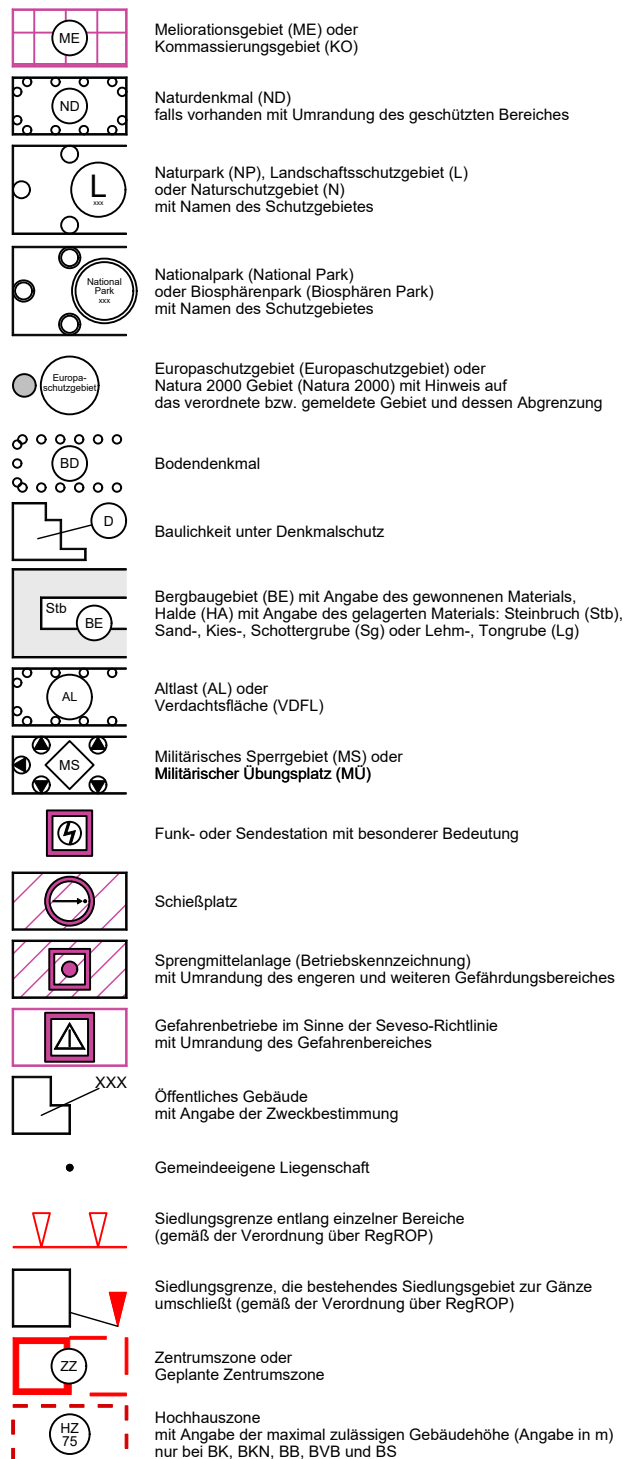 ME
Meliorationsgebiet (ME) oder
Kommassierungsgebiet (KO)
ND
Naturdenkmal (ND)
falls vorhanden mit Umrandung des geschützten Bereiches
L
xxx
Naturpark (NP), Landschaftsschutzgebiet (L)
oder Naturschutzgebiet (N)
mit Namen des Schutzgebietes
National
Park
xxx
Nationalpark (National Park)
oder Biosphärenpark (Biosphären Park)
mit Namen des Schutzgebietes
Europa-
schutzgebiet
Europaschutzgebiet (Europaschutzgebiet) oder
Natura 2000 Gebiet (Natura 2000) mit Hinweis auf
das verordnete bzw. gemeldete Gebiet und dessen Abgrenzung
BD
Bodendenkmal
D
Baulichkeit unter Denkmalschutz
Stb
BE
Bergbaugebiet (BE) mit Angabe des gewonnenen Materials,
Halde (HA) mit Angabe des gelagerten Materials: Steinbruch (Stb),
Sand-, Kies-, Schottergrube (Sg) oder Lehm-, Tongrube (Lg)
AL
Altlast (AL) oder
Verdachtsfläche (VDFL)
MS
Militärisches Sperrgebiet (MS) oder
Militärischer Übungsplatz (MÜ)
Funk- oder Sendestation mit besonderer Bedeutung
Schießplatz
Sprengmittelanlage (Betriebskennzeichnung)
mit Umrandung des engeren und weiteren Gefährdungsbereiches
Gefahrenbetriebe im Sinne der Seveso-Richtlinie
mit Umrandung des Gefahrenbereiches
XXX
Öffentliches Gebäude
mit Angabe der Zweckbestimmung
Gemeindeeigene Liegenschaft
Siedlungsgrenze entlang einzelner Bereiche
(gemäß der Verordnung über RegROP)
Siedlungsgrenze, die bestehendes Siedlungsgebiet zur Gänze
umschließt (gemäß der Verordnung über RegROP)
ZZ
Zentrumszone oder
Geplante Zentrumszone
HZ
75
Hochhauszone
mit Angabe der maximal zulässigen Gebäudehöhe (Angabe in m)
nur bei BK, BKN, BB, BVB und BS